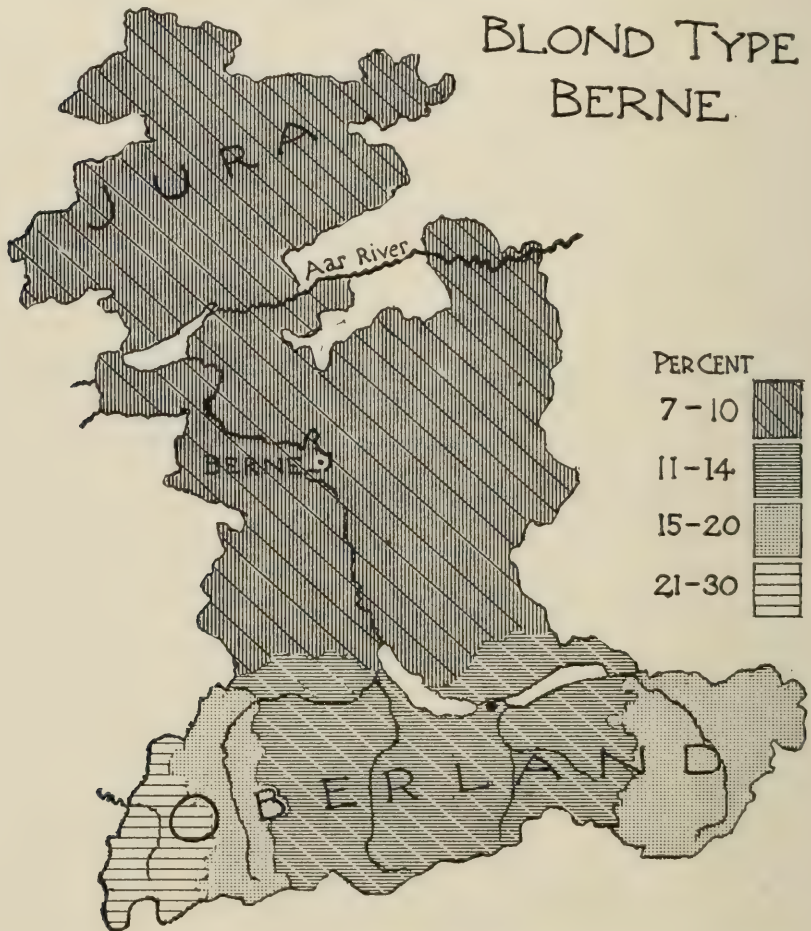 BLOND TYPE
BERNE
JURA
Aar River
PER CENT
7-10
11-14
15-20
21-30
BERNE
OBERLAND